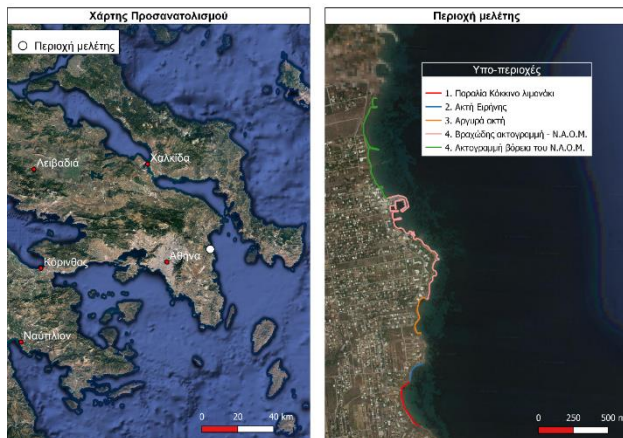 Χάρτης Προσανατολισμού
Περιοχή μελέτης
Λειβαδιά
Χαλκίδα
Κόρινθος
Αθήνα
Ναύπλιον
0 20 40 km
Περιοχή μελέτης
Υπο-περιοχές
1. Παραλία Κόκκινο λιμανάκι
2. Ακτή Ειρήνης
3. Αργυρά ακτή
4. Βραχώδης ακτογραμμή - Ν.Α.Ο.Μ.
4. Ακτογραμμή βόρεια του Ν.Α.Ο.Μ.
0 250 500 m